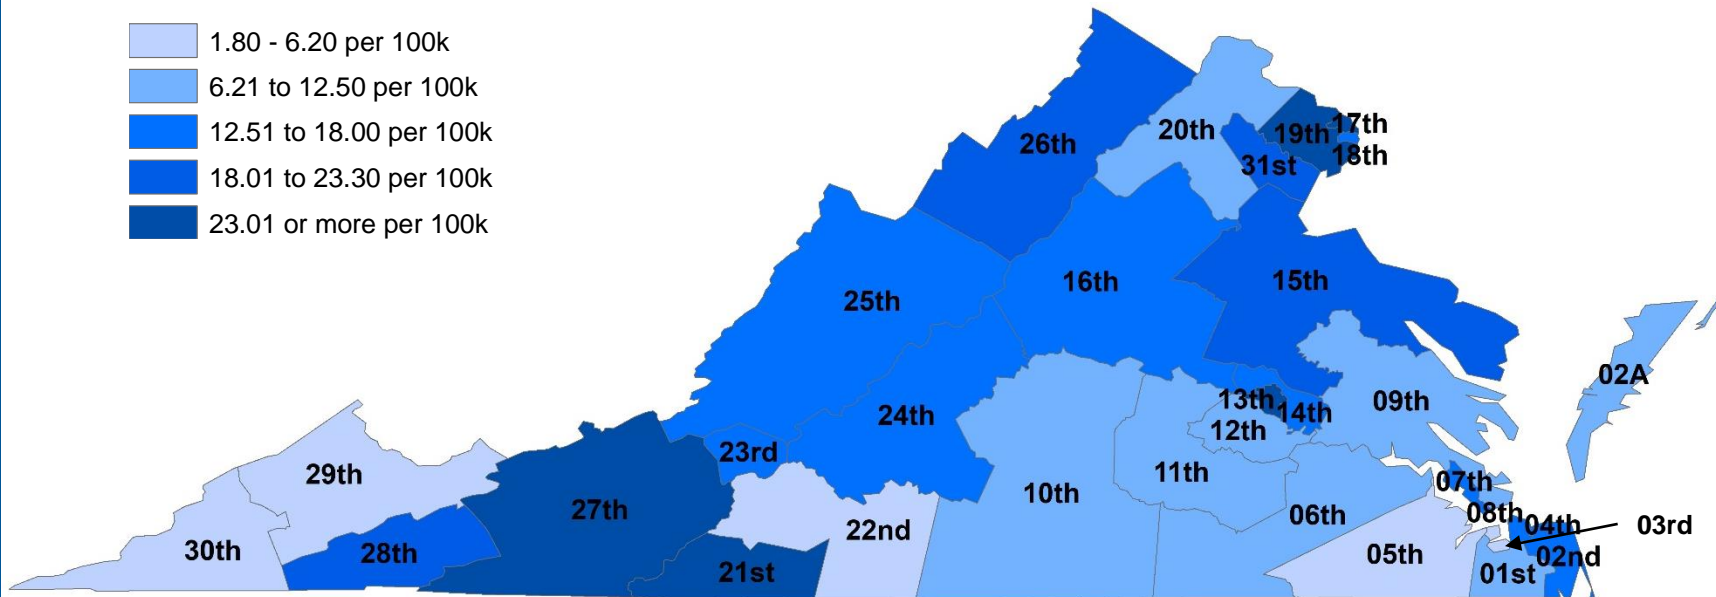 1.80 - 6.20 per 100k
6.21 to 12.50 per 100k
12.51 to 18.00 per 100k
18.01 to 23.30 per 100k
23.01 or more per 100k
26th
20th
19th
17th
18th
31st
25th
16th
15th
02A
24th
13th
14th
09th
12th
23rd
29th
11th
07th
10th
27th
22nd
06th
08th
04th
03rd
30th
28th
05th
02nd
21st
01st